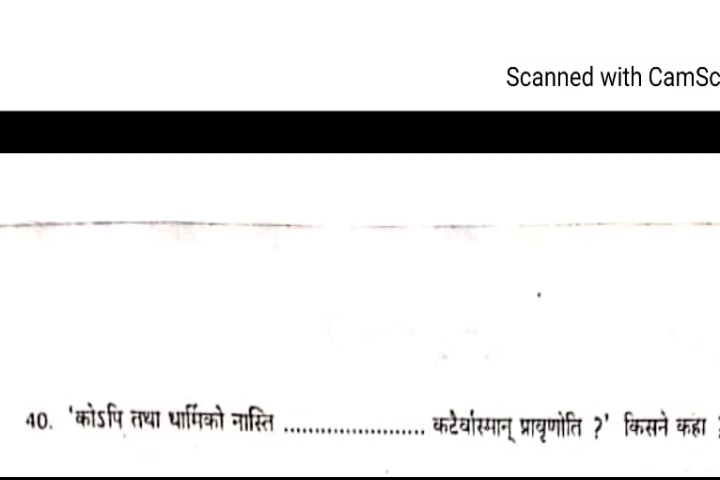 Scanned with CamSc
40. 'कोऽपि तथा धार्मिको नास्ति ...................... कटैर्वास्मान् प्रावृणोति ?' किसने कहा ?